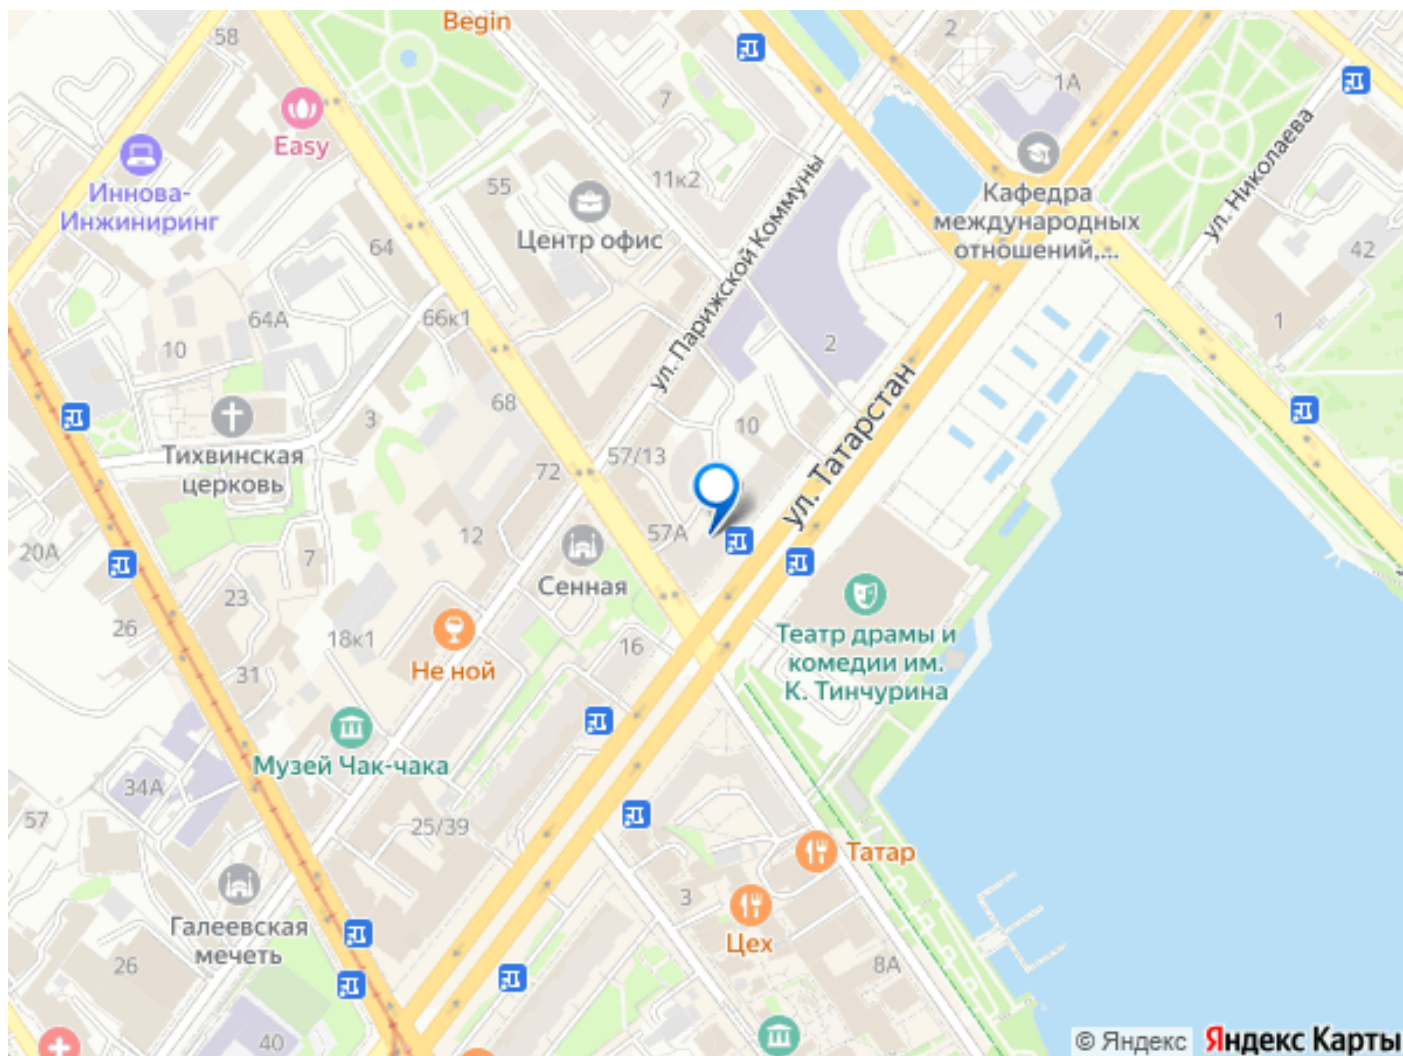 Begin
58
2
1А
7
Easy
Иннова-
Инжиниринг
55
11к2
Центр офис
64
ул. Парижской Коммуны
Кафедра
международных
отношений,...
ул. Николаева
42
64А
66к1
10
2
1
68
3
ул. Татарстан
10
Тихвинская
церковь
57/13
72
57А
12
20А
7
Сенная
23
26
18к1
Не ной
16
31
Театр драмы и
комедии им.
К. Тинчурина
Музей Чак-чака
34А
57
25/39
Татар
3
Цех
Галеевская
мечеть
26
8А
40
© Яндекс
Яндекс Карты